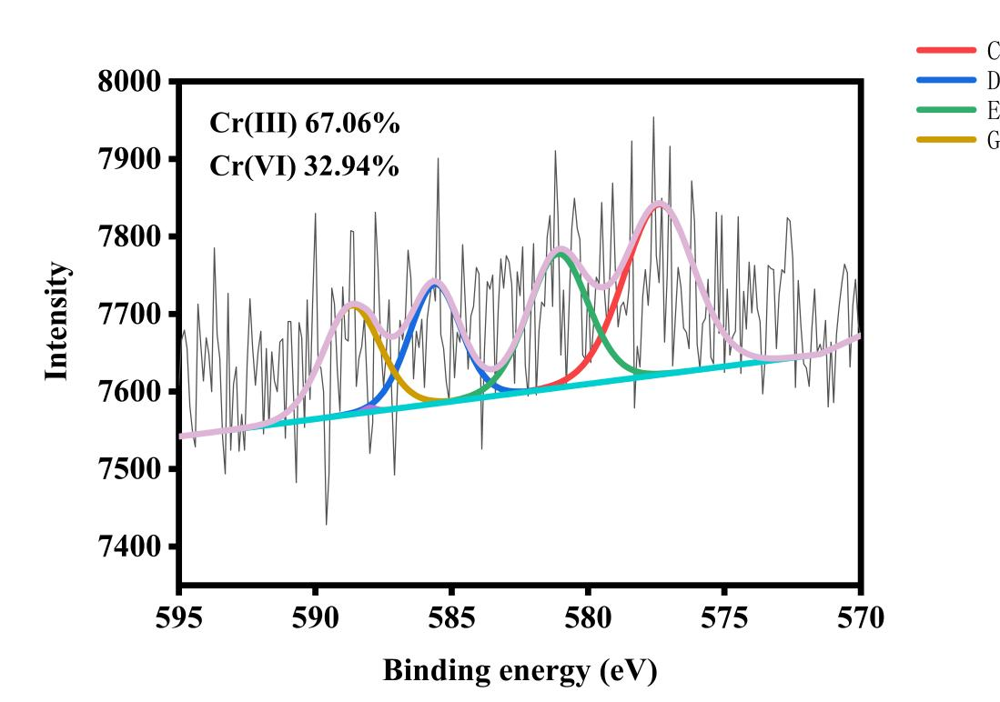 C
D
E
G
8000
7900
7800
7700
7600
7500
7400
Cr(III) 67.06%
Cr(VI) 32.94%
Intensity
595 590 585 580 575 570
Binding energy (eV)